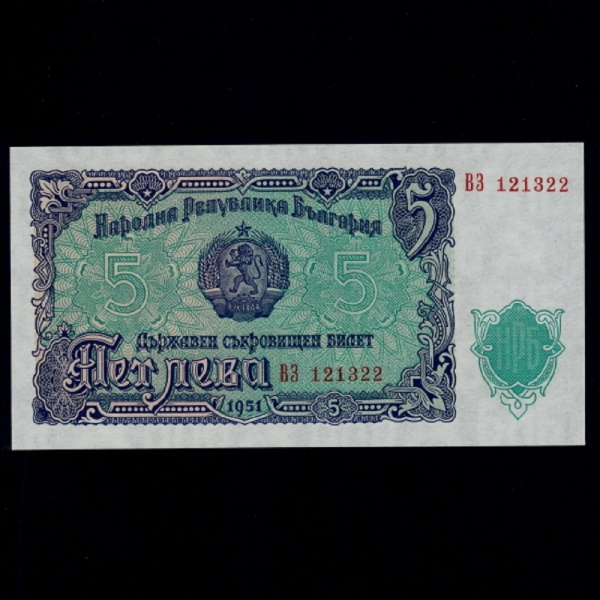 5
ВЗ 121322
Народна Република България
5 5
Държавен съкровищен билет
Пет лева ВЗ 121322
1951
5